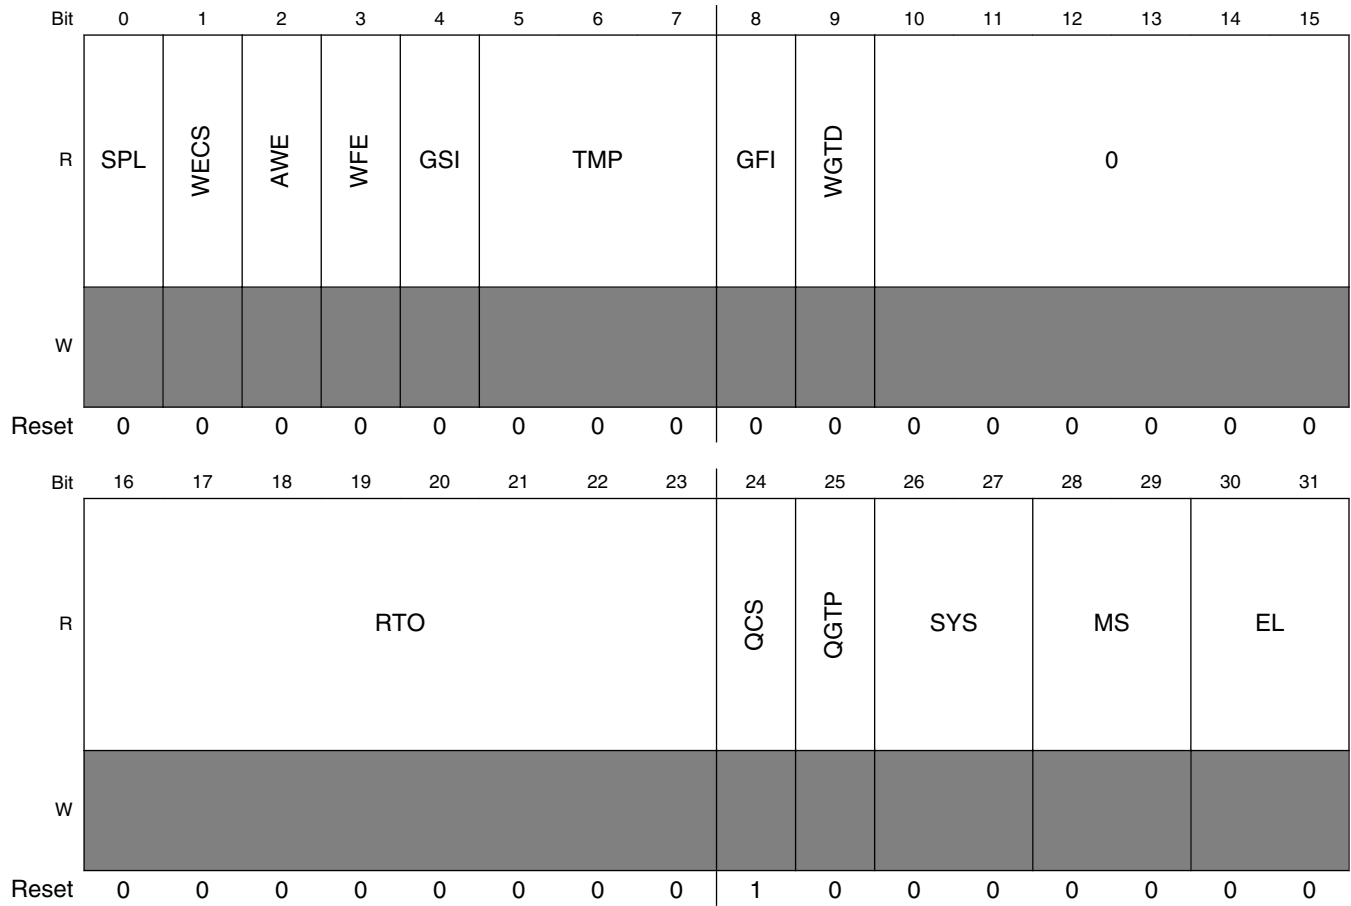 Bit 0 1 2 3 4 5 6 7 8 9 10 11 12 13 14 15
R SPL WECS AWE WFE GSI TMP GFI WGTD 0
W
Reset 0 0 0 0 0 0 0 0 0 0 0 0 0 0 0 0
Bit 16 17 18 19 20 21 22 23 24 25 26 27 28 29 30 31
R RTO QCS QGTP SYS MS EL
W
Reset 0 0 0 0 0 0 0 0 1 0 0 0 0 0 0 0